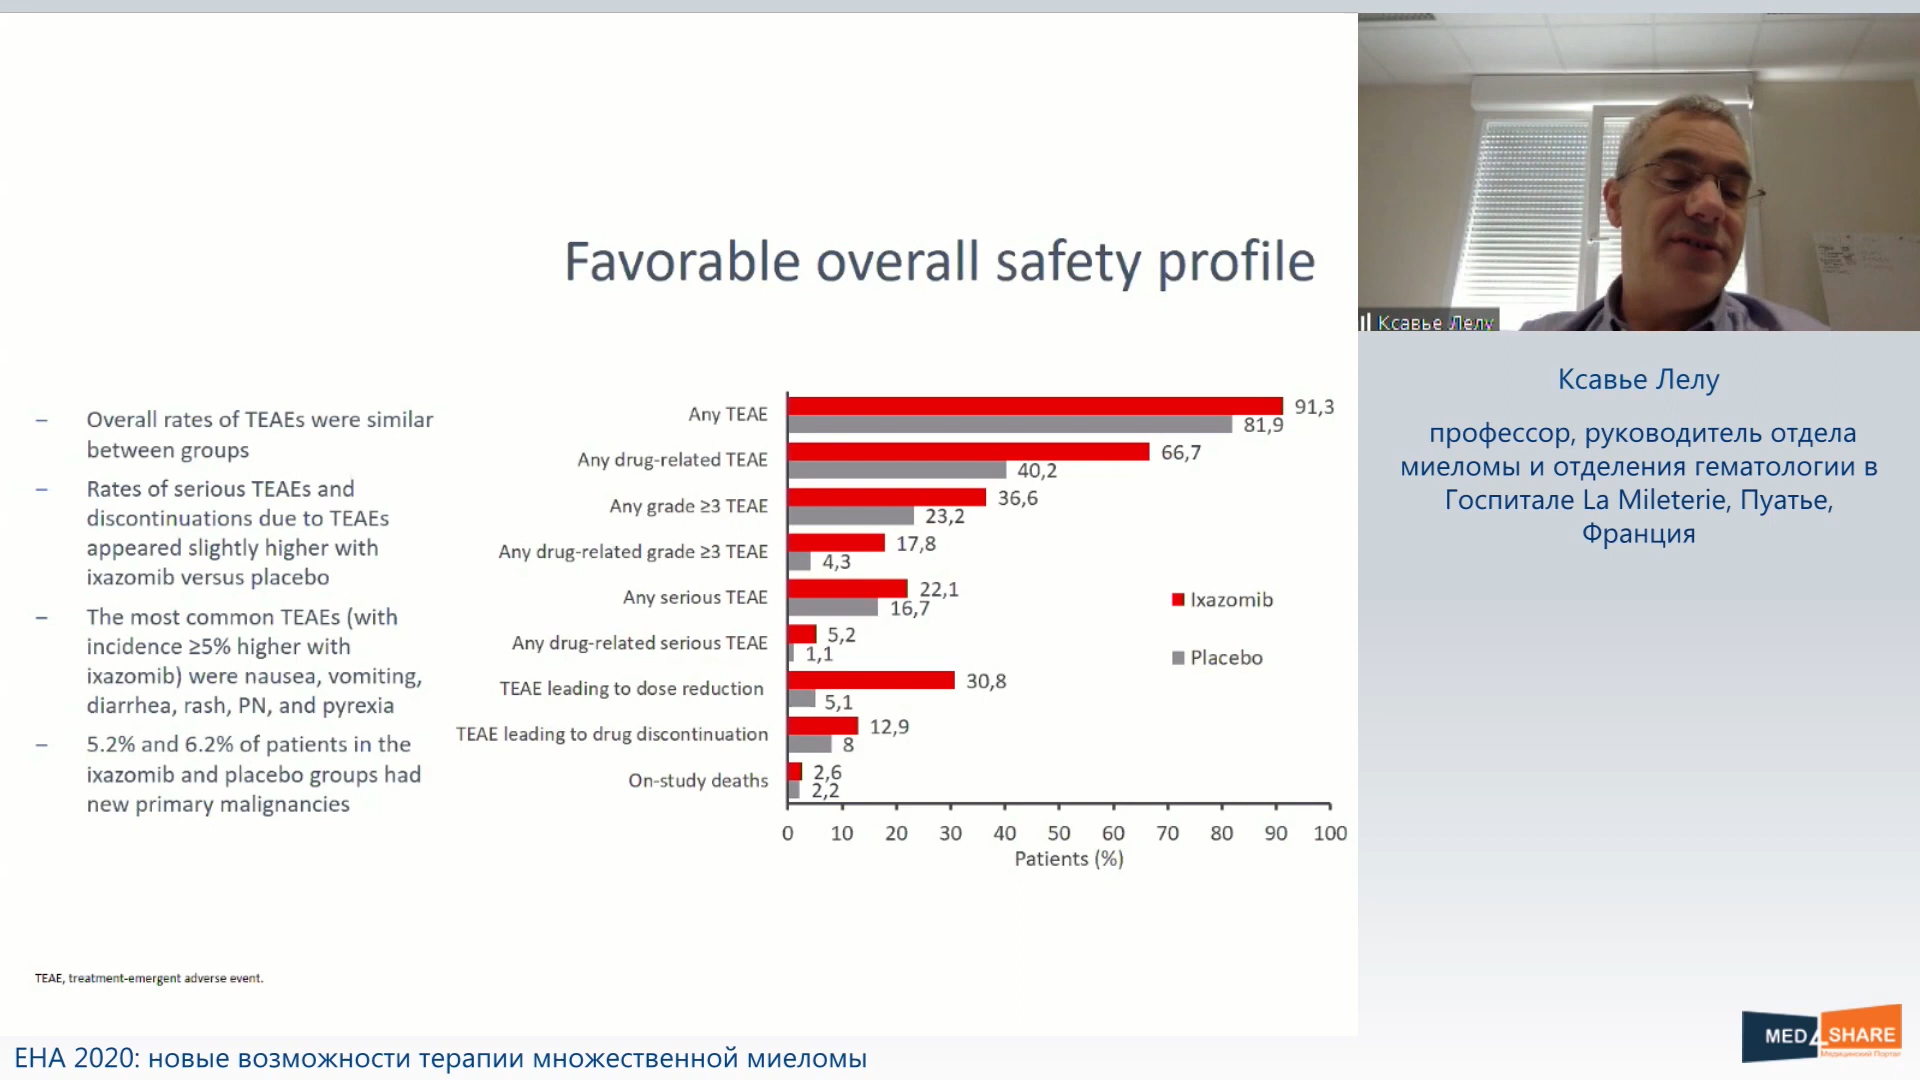 Favorable overall safety profile
– Overall rates of TEAEs were similar
between groups
– Rates of serious TEAEs and
discontinuations due to TEAEs
appeared slightly higher with
ixazomib versus placebo
– The most common TEAEs (with
incidence ≥5% higher with
ixazomib) were nausea, vomiting,
diarrhea, rash, PN, and pyrexia
– 5.2% and 6.2% of patients in the
ixazomib and placebo groups had
new primary malignancies
Any TEAE 91,3
81,9
Any drug-related TEAE 66,7
40,2
Any grade ≥3 TEAE 36,6
23,2
Any drug-related grade ≥3 TEAE 17,8
4,3
Any serious TEAE 22,1
16,7
Any drug-related serious TEAE 5,2
1,1
TEAE leading to dose reduction 30,8
5,1
TEAE leading to drug discontinuation 12,9
8
On-study deaths 2,6
2,2
0 10 20 30 40 50 60 70 80 90 100
Patients (%)
Ixazomib
Placebo
TEAE, treatment-emergent adverse event.
Ксавье Лелу
Ксавье Лелу
профессор, руководитель отдела
миеломы и отделения гематологии в
Госпитале La Mileterie, Пуатье,
Франция
MED4SHARE
Медицинский Портал
EHA 2020: новые возможности терапии множественной миеломы